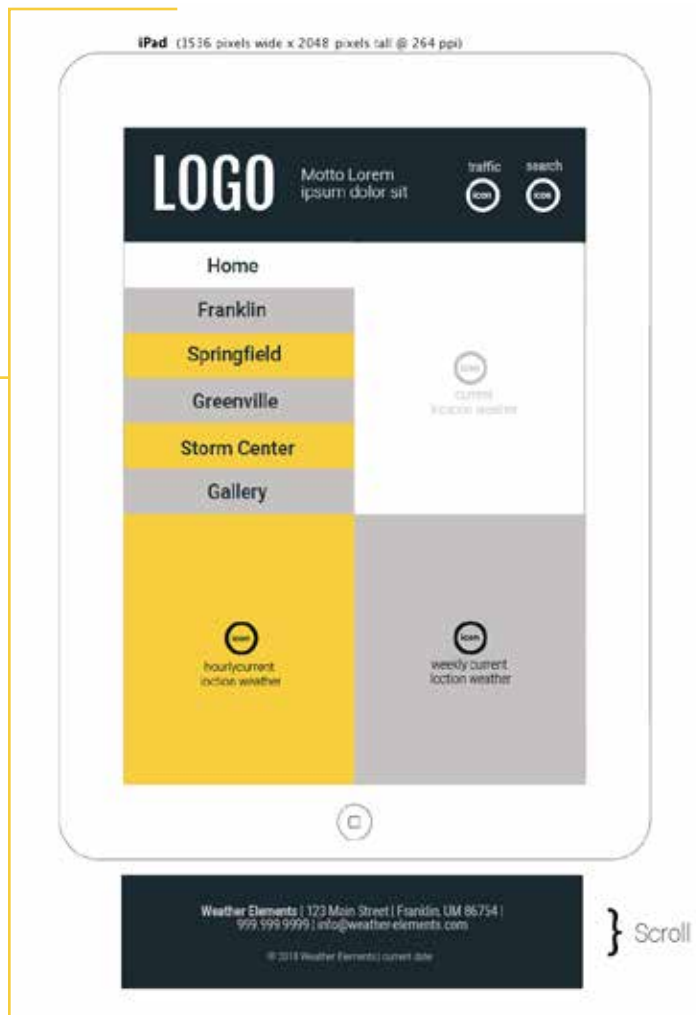 iPad (1536 pixels wide x 2048 pixels tall @ 264 ppi)
LOGO
Motto Lorem
ipsum dolor sit
traffic
icon
search
icon
Home
Franklin
Springfield
Greenville
Storm Center
Gallery
icon
current
location weather
icon
hourlycurrent
loction weather
icon
weekly current
loction weather
Weather Elements | 123 Main Street | Franklin, UM 86754 |
999.999.9999 | info@weather-elements.com
© 2018 Weather Elements| current date
} Scroll